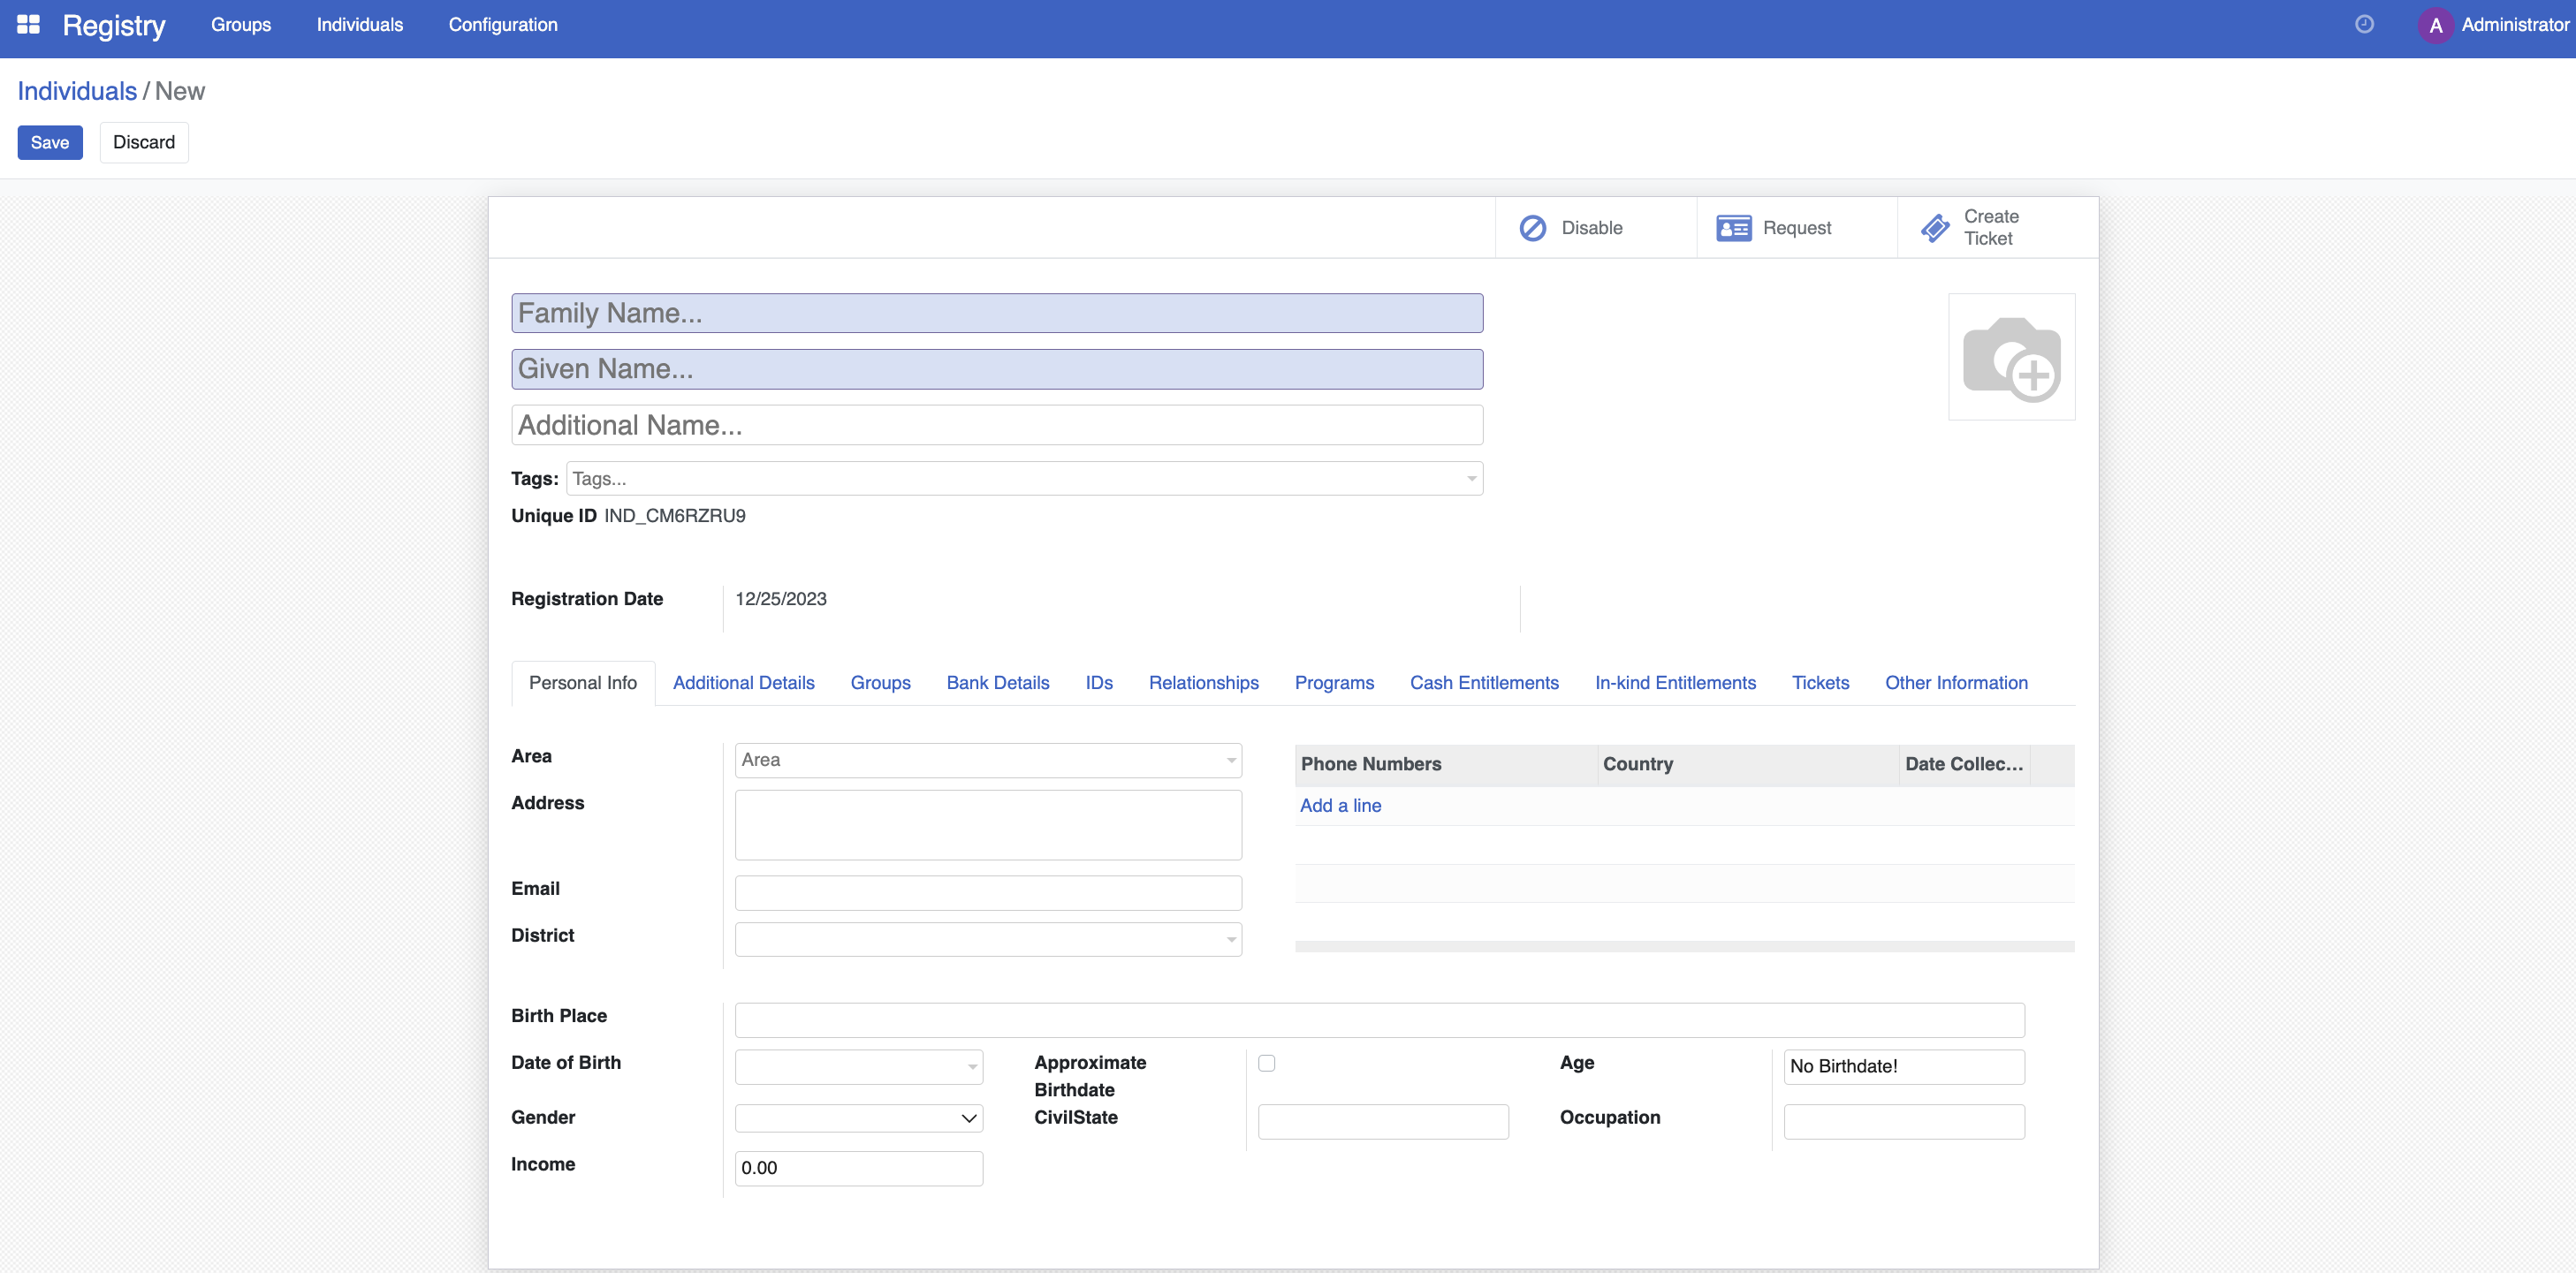 Registry Groups Individuals Configuration A Administrator
Individuals / New
Save Discard
Disable Request Create Ticket
Family Name...
Given Name...
Additional Name...
Tags: Tags...
Unique ID IND_CM6RZRU9
Registration Date 12/25/2023
Personal Info Additional Details Groups Bank Details IDs Relationships Programs Cash Entitlements In-kind Entitlements Tickets Other Information
Area Area
Phone Numbers Country Date Collec...
Add a line
Address
Email
District
Birth Place
Date of Birth Approximate Birthdate Age No Birthdate!
Gender CivilState Occupation
Income 0.00